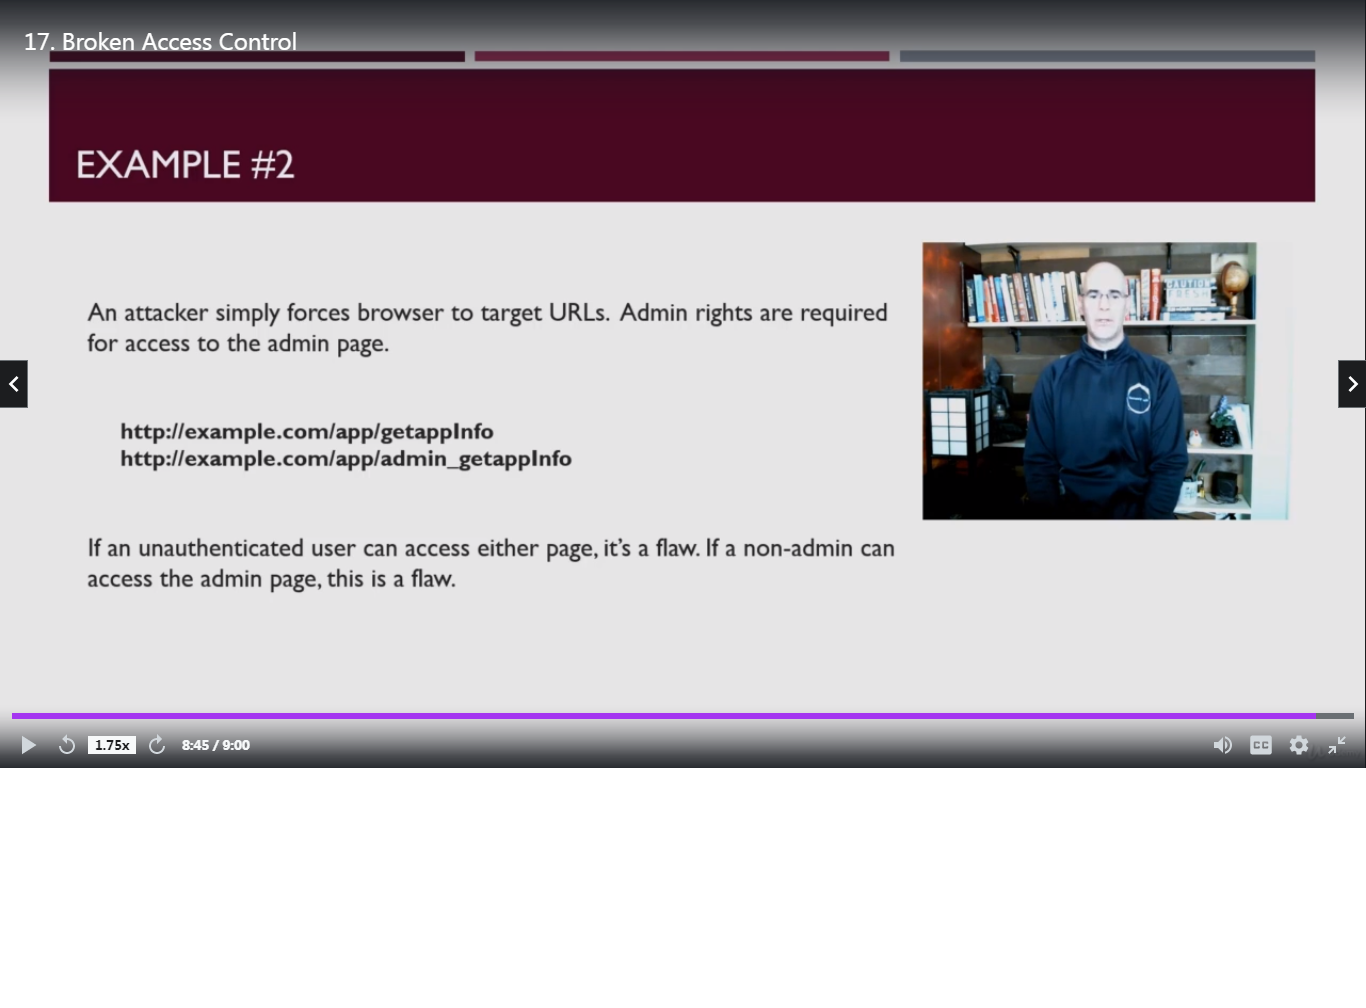 17. Broken Access Control
EXAMPLE #2
An attacker simply forces browser to target URLs. Admin rights are required
for access to the admin page.
http://example.com/app/getappInfo
http://example.com/app/admin_getappInfo
If an unauthenticated user can access either page, it's a flaw. If a non-admin can
access the admin page, this is a flaw.
CAUTION
FRESH
1.75x
8:45 / 9:00
CC